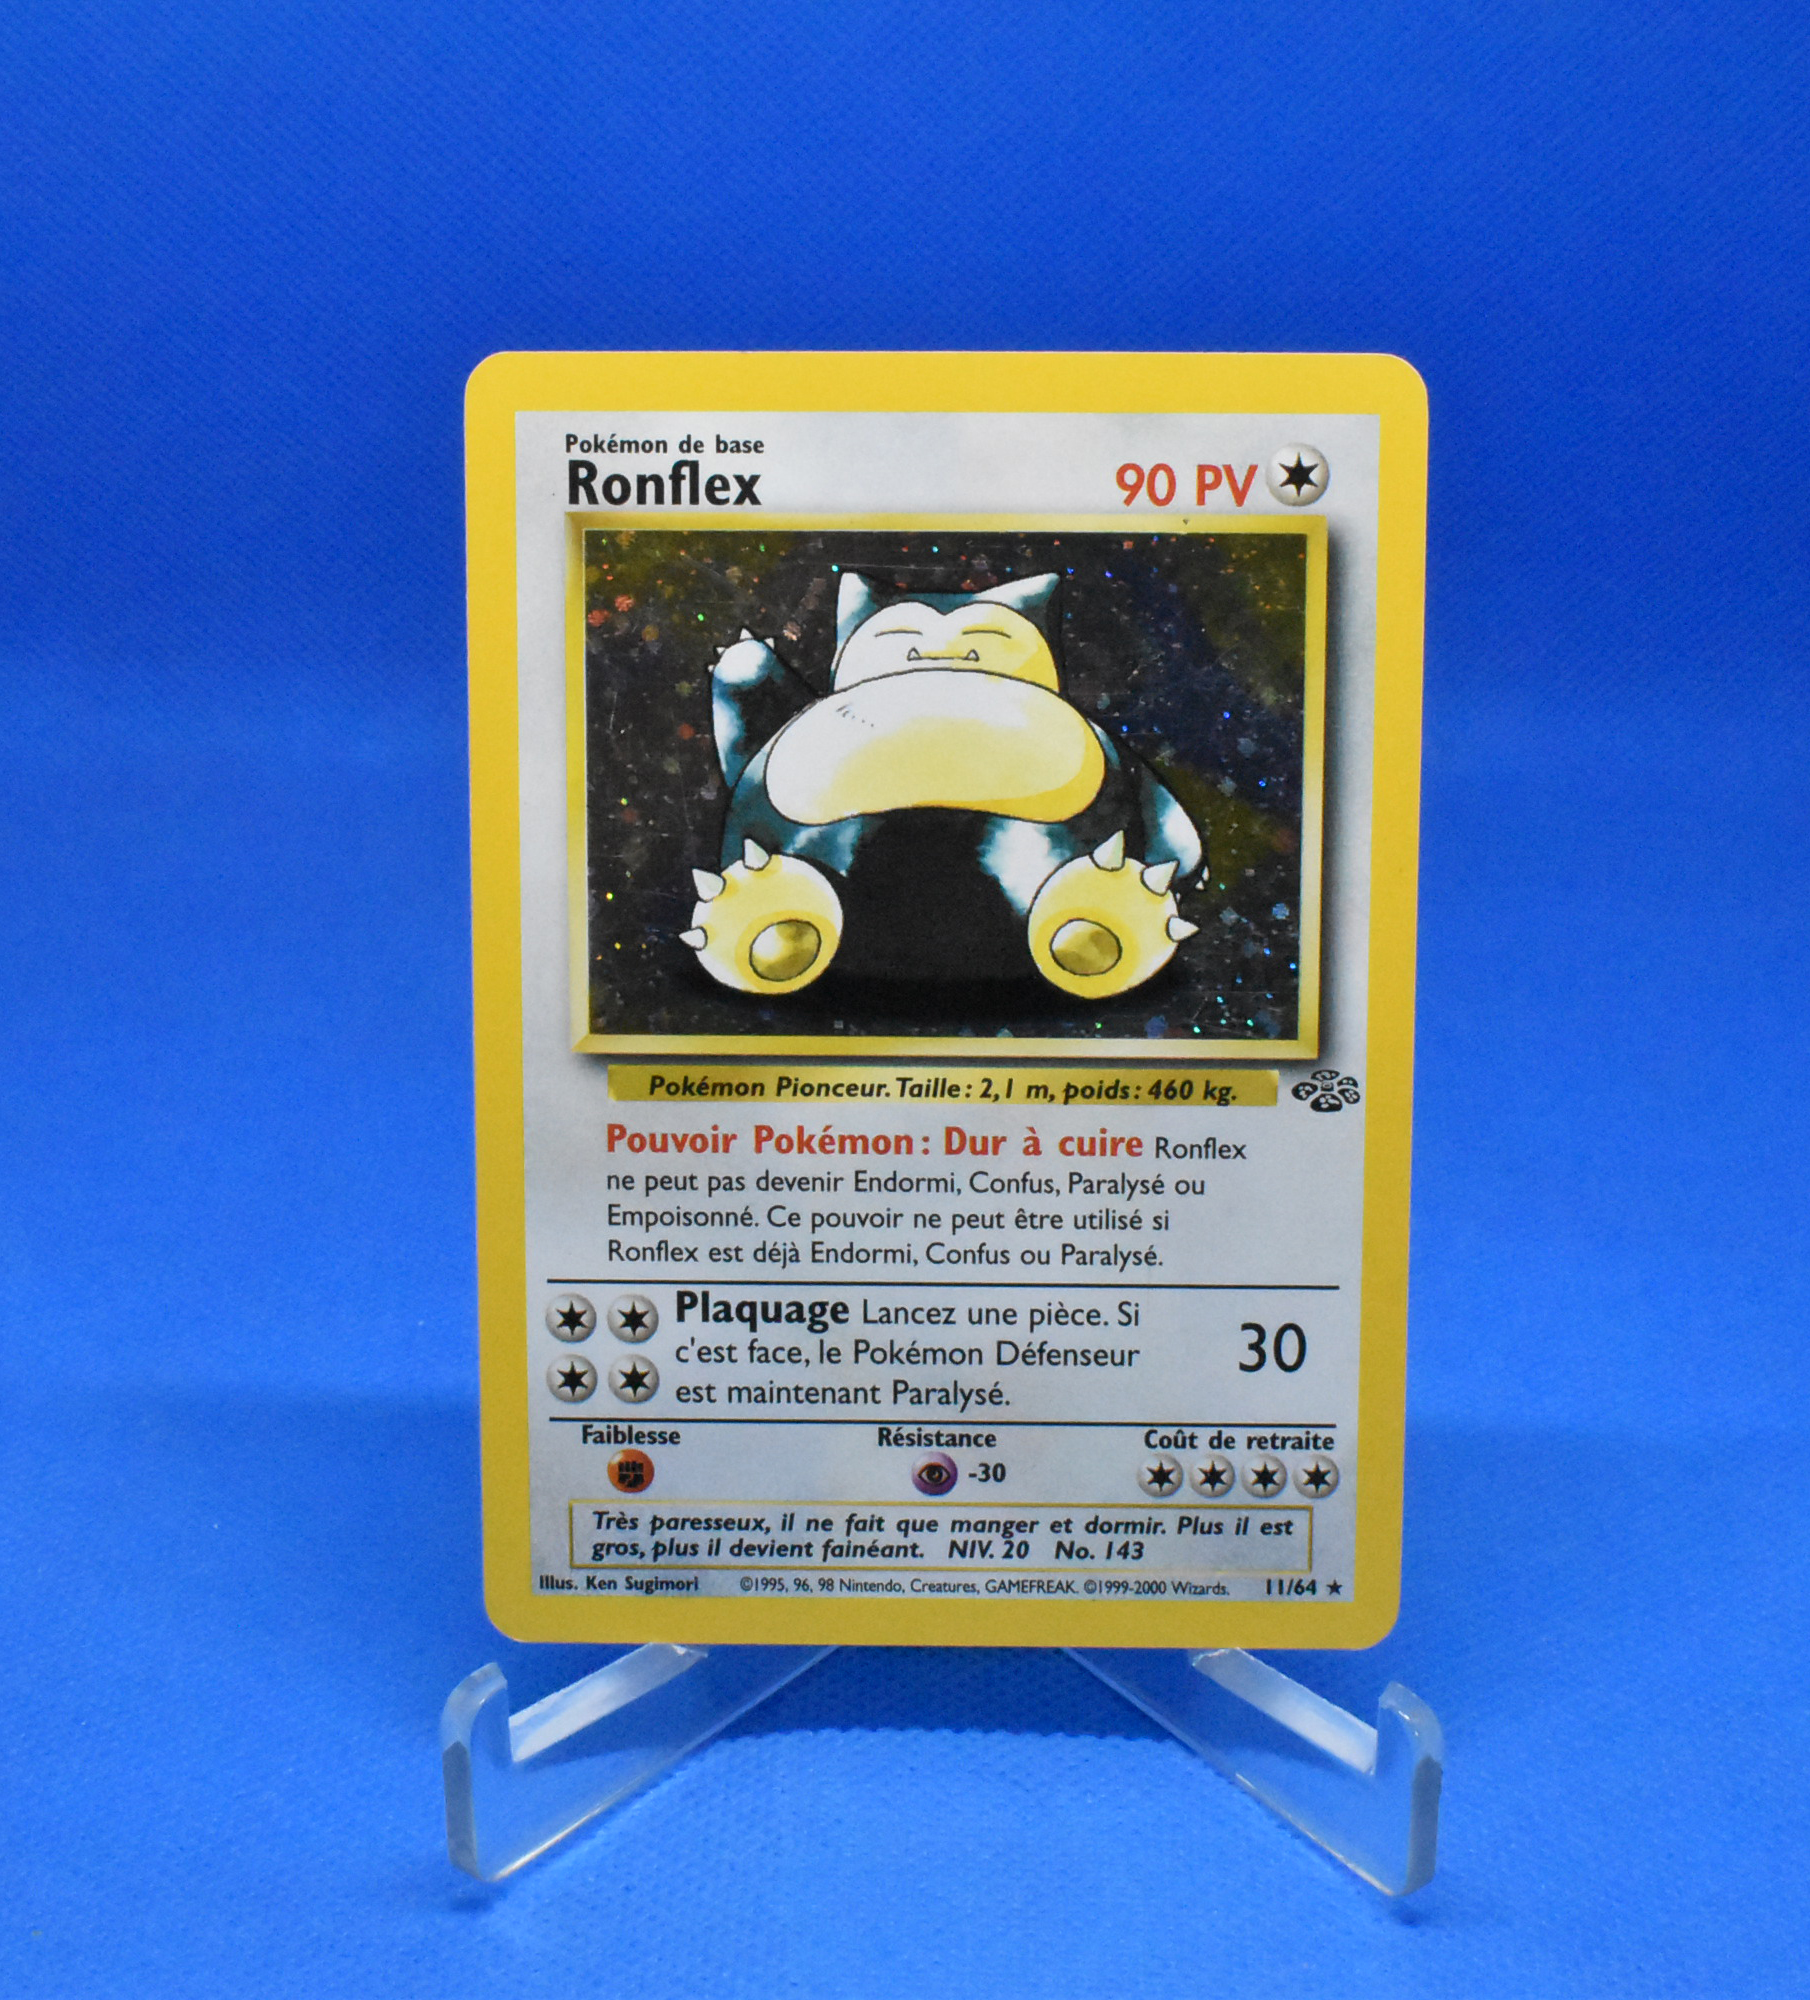 Pokémon de base
Ronflex
90 PV
Pokémon Pionceur. Taille: 2,1 m, poids: 460 kg.
Pouvoir Pokémon: Dur à cuire Ronflex
ne peut pas devenir Endormi, Confus, Paralysé ou
Empoisonné. Ce pouvoir ne peut être utilisé si
Ronflex est déjà Endormi, Confus ou Paralysé.
Plaquage Lancez une pièce. Si
c'est face, le Pokémon Défenseur
est maintenant Paralysé.
30
Faiblesse
Résistance
Coût de retraite
-30
Très paresseux, il ne fait que manger et dormir. Plus il est
gros, plus il devient fainéant. NIV. 20 No. 143
Illus. Ken Sugimori ©1995, 96, 98 Nintendo, Creatures, GAMEFREAK. ©1999-2000 Wizards. 11/64 ★